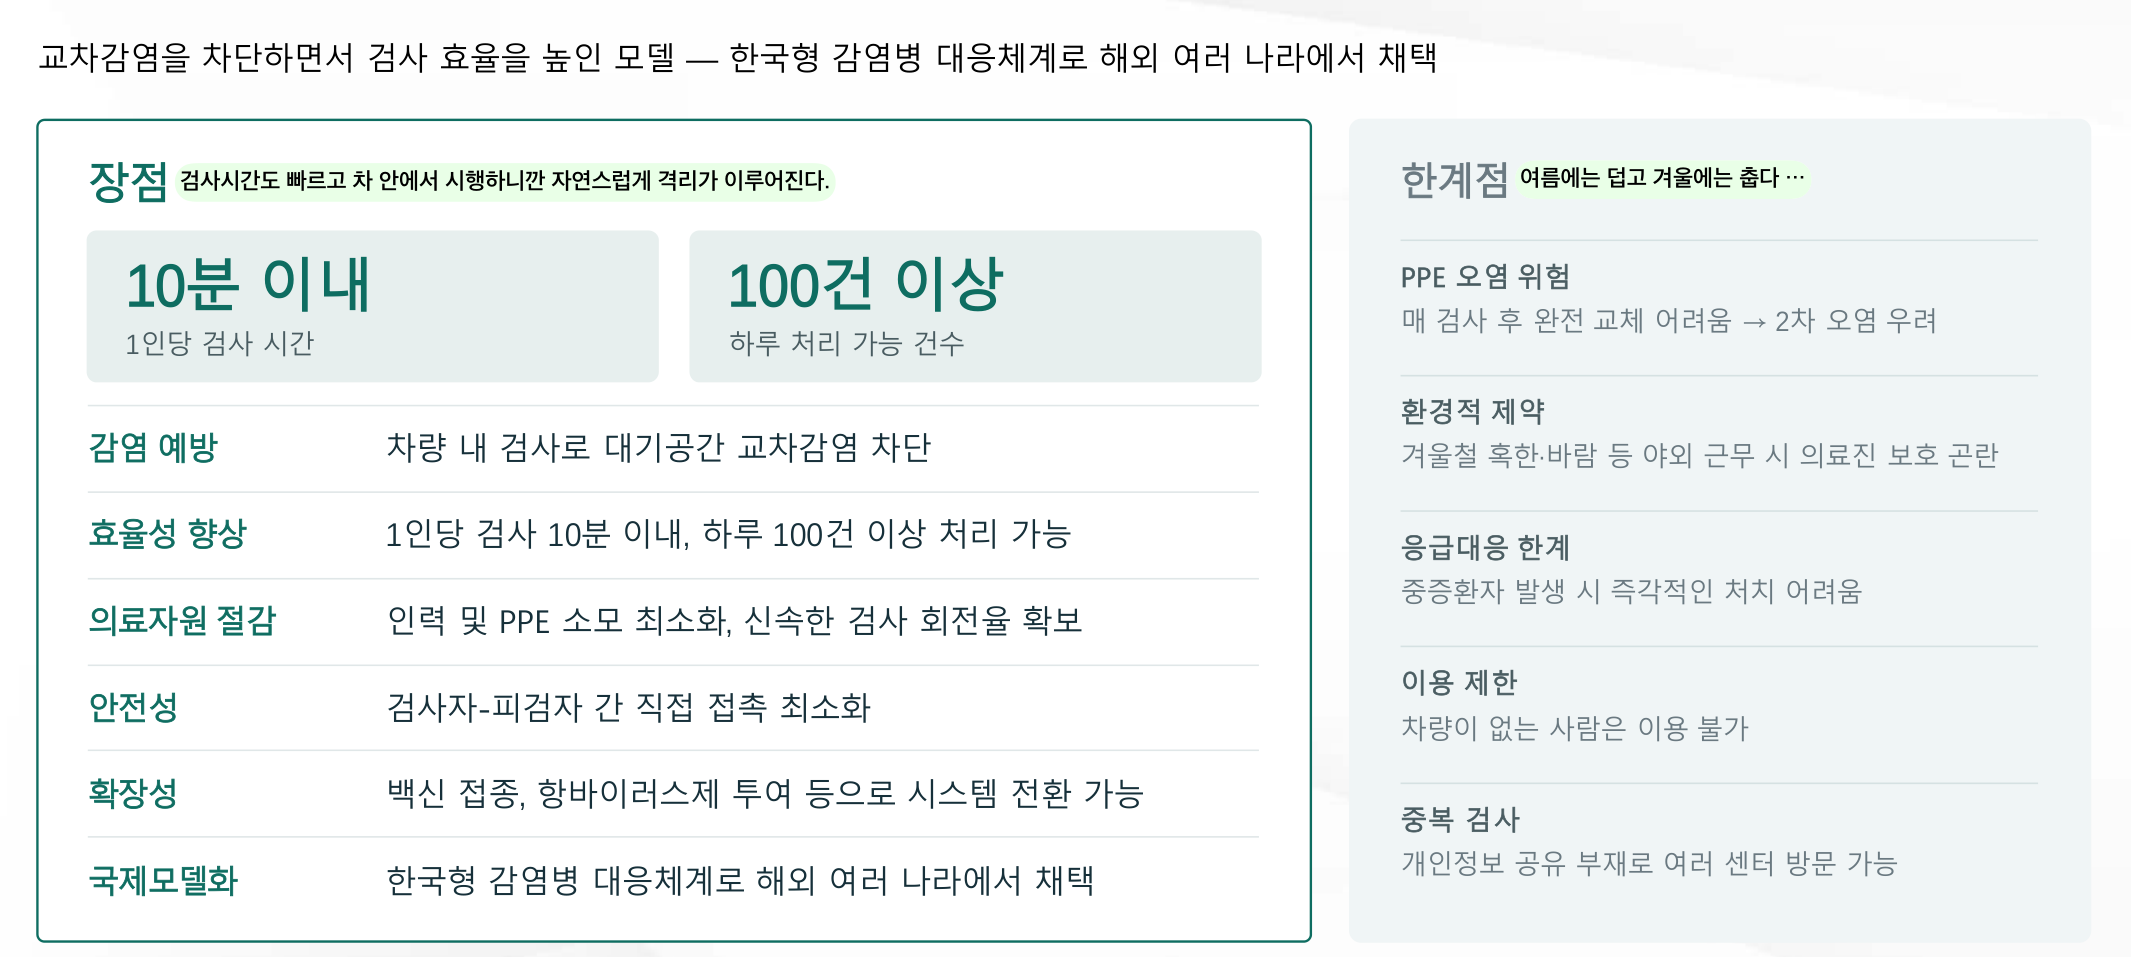 교차감염을 차단하면서 검사 효율을 높인 모델 — 한국형 감염병 대응체계로 해외 여러 나라에서 채택
장점 검사시간도 빠르고 차 안에서 시행하니깐 자연스럽게 격리가 이루어진다.
10분 이내
1인당 검사 시간
100건 이상
하루 처리 가능 건수
감염 예방 차량 내 검사로 대기공간 교차감염 차단
효율성 향상 1인당 검사 10분 이내, 하루 100건 이상 처리 가능
의료자원 절감 인력 및 PPE 소모 최소화, 신속한 검사 회전율 확보
안전성 검사자-피검자 간 직접 접촉 최소화
확장성 백신 접종, 항바이러스제 투여 등으로 시스템 전환 가능
국제모델화 한국형 감염병 대응체계로 해외 여러 나라에서 채택
한계점 여름에는 덥고 겨울에는 춥다 ⋯
PPE 오염 위험
매 검사 후 완전 교체 어려움 → 2차 오염 우려
환경적 제약
겨울철 혹한·바람 등 야외 근무 시 의료진 보호 곤란
응급대응 한계
중증환자 발생 시 즉각적인 처치 어려움
이용 제한
차량이 없는 사람은 이용 불가
중복 검사
개인정보 공유 부재로 여러 센터 방문 가능